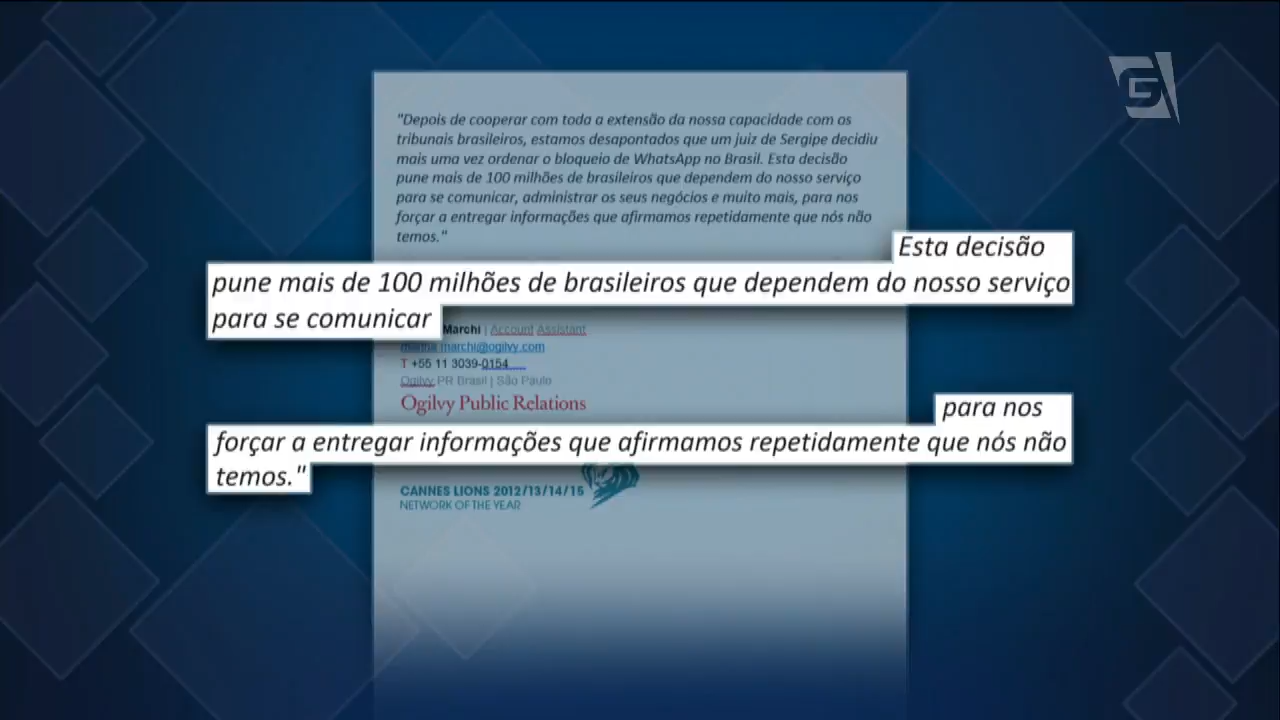 "Depois de cooperar com toda a extensão da nossa capacidade com os
tribunais brasileiros, estamos desapontados que um juiz de Sergipe decidiu
mais uma vez ordenar o bloqueio de WhatsApp no Brasil. Esta decisão
pune mais de 100 milhões de brasileiros que dependem do nosso serviço
para se comunicar, administrar os seus negócios e muito mais, para nos
forçar a entregar informações que afirmamos repetidamente que nós não
temos."
Esta decisão
pune mais de 100 milhões de brasileiros que dependem do nosso serviço
para se comunicar
Marchi | Account Assistant
marchi@ogilvy.com
T +55 11 3039-0154
Ogilvy PR Brasil | São Paulo
Ogilvy Public Relations
para nos
forçar a entregar informações que afirmamos repetidamente que nós não
temos."
CANNES LIONS 2012/13/14/15
NETWORK OF THE YEAR